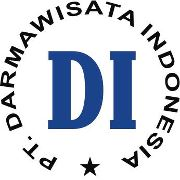 PT. DARMAWISATA INDONESIA
DI